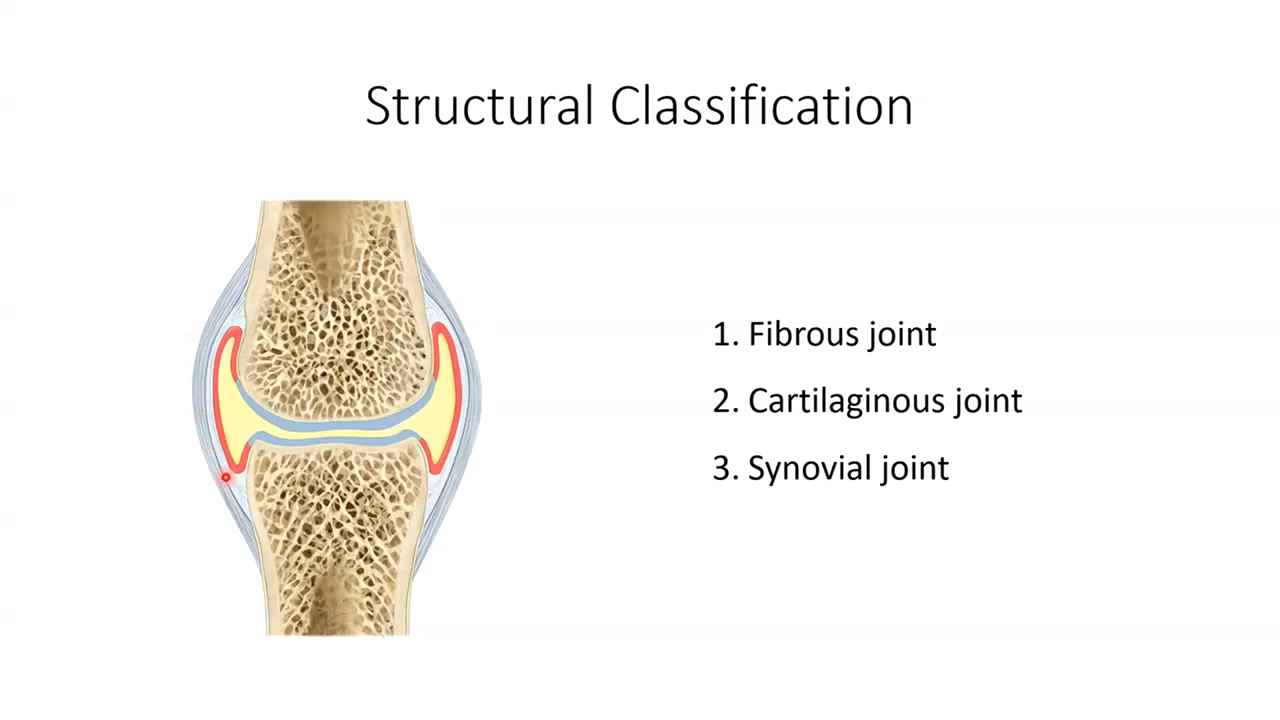 Structural Classification
1. Fibrous joint
2. Cartilaginous joint
3. Synovial joint